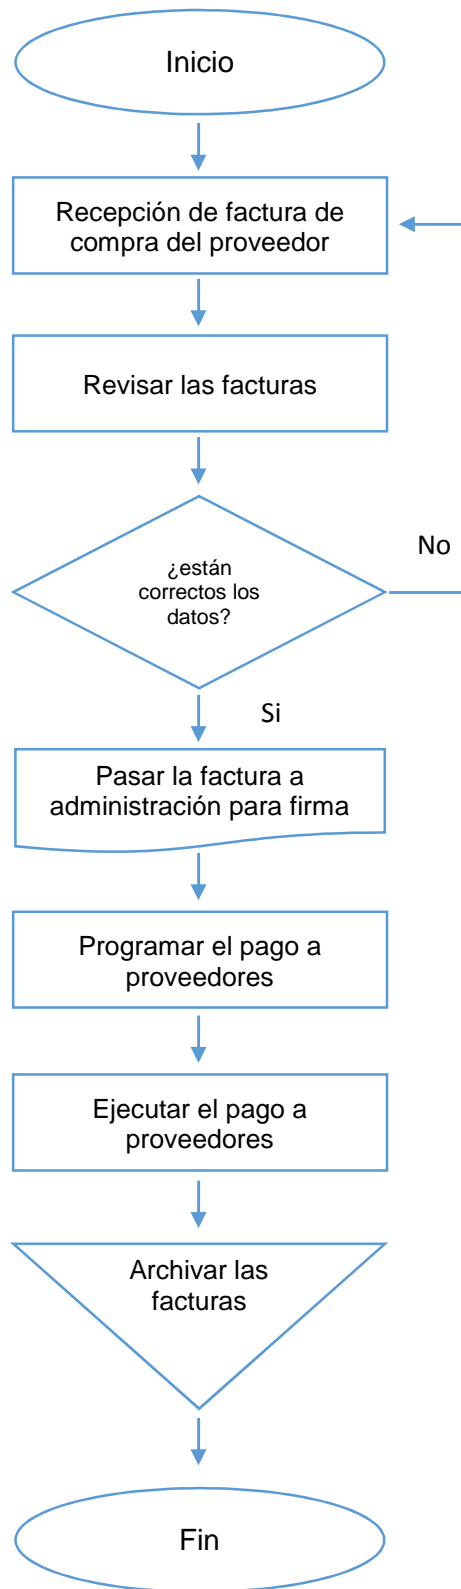 Inicio
Recepción de factura de
compra del proveedor
Revisar las facturas
¿están
correctos los
datos?
No
Si
Pasar la factura a
administración para firma
Programar el pago a
proveedores
Ejecutar el pago a
proveedores
Archivar las
facturas
Fin